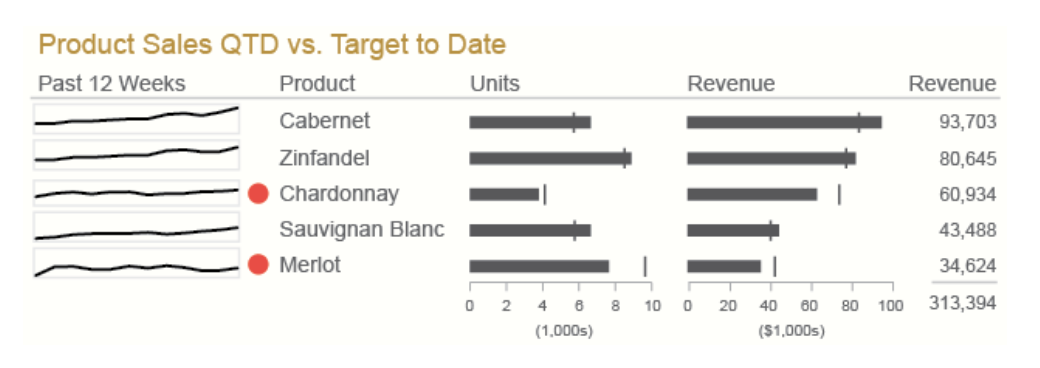 Product Sales QTD vs. Target to Date
Past 12 Weeks Product Units Revenue Revenue
Cabernet 93,703
Zinfandel 80,645
Chardonnay 60,934
Sauvignan Blanc 43,488
Merlot 34,624
0 2 4 6 8 10 0 20 40 60 80 100 313,394
(1,000s) ($1,000s)